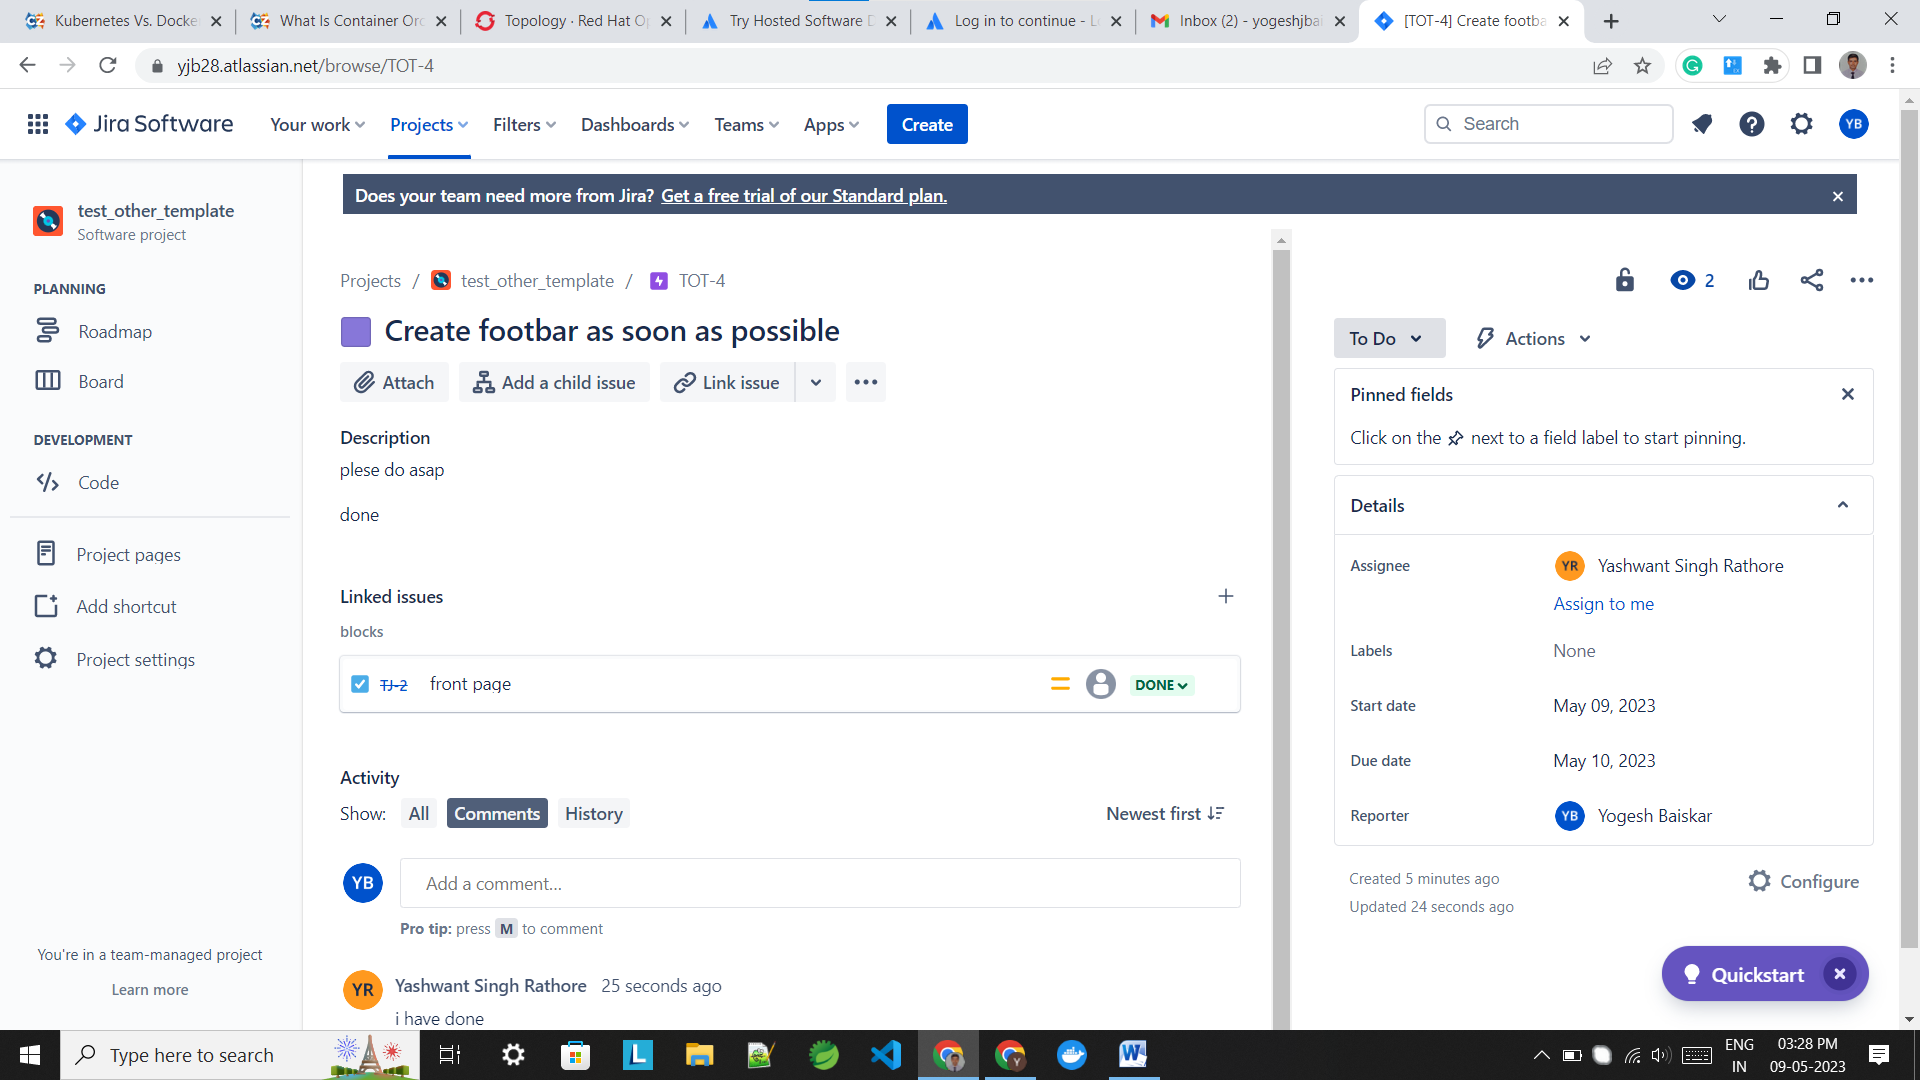 Kubernetes Vs. Docke
What Is Container Orc
Topology · Red Hat Op
Try Hosted Software D
Log in to continue - Lo
Inbox (2) - yogeshjbai
[TOT-4] Create footba
yjb28.atlassian.net/browse/TOT-4
Jira Software
Your work
Projects
Filters
Dashboards
Teams
Apps
Create
Search
YB
test_other_template
Software project
PLANNING
Roadmap
Board
DEVELOPMENT
Code
Project pages
Add shortcut
Project settings
You're in a team-managed project
Learn more
Does your team need more from Jira? Get a free trial of our Standard plan.
Projects / test_other_template / TOT-4
Create footbar as soon as possible
Attach
Add a child issue
Link issue
Description
plese do asap
done
Linked issues
blocks
TJ-2 front page DONE
Activity
Show: All Comments History Newest first
YB Add a comment...
Pro tip: press M to comment
YR Yashwant Singh Rathore 25 seconds ago
i have done
2
To Do
Actions
Pinned fields
Click on the next to a field label to start pinning.
Details
Assignee YR Yashwant Singh Rathore
Assign to me
Labels None
Start date May 09, 2023
Due date May 10, 2023
Reporter YB Yogesh Baiskar
Created 5 minutes ago
Configure
Updated 24 seconds ago
Quickstart
Type here to search
L
Y
W
ENG
IN
03:28 PM
09-05-2023